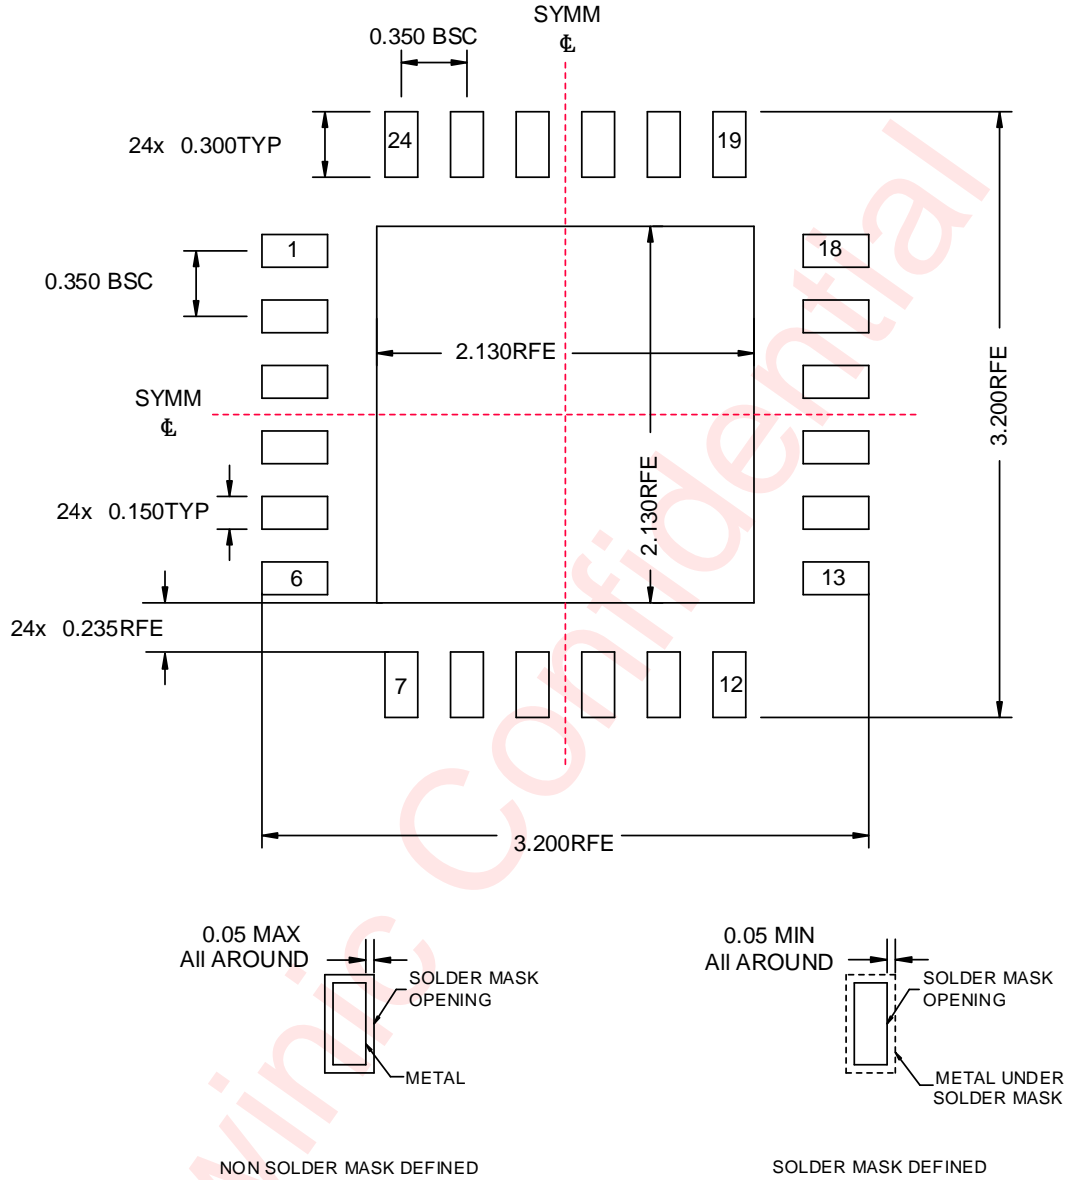 SYMM
℄
0.350 BSC
24x 0.300TYP
24
19
1
18
0.350 BSC
2.130RFE
3.200RFE
SYMM
℄
2.130RFE
24x 0.150TYP
6
13
24x 0.235RFE
7
12
3.200RFE
0.05 MAX
All AROUND
SOLDER MASK
OPENING
METAL
NON SOLDER MASK DEFINED
0.05 MIN
All AROUND
SOLDER MASK
OPENING
METAL UNDER
SOLDER MASK
SOLDER MASK DEFINED
winic Confidential